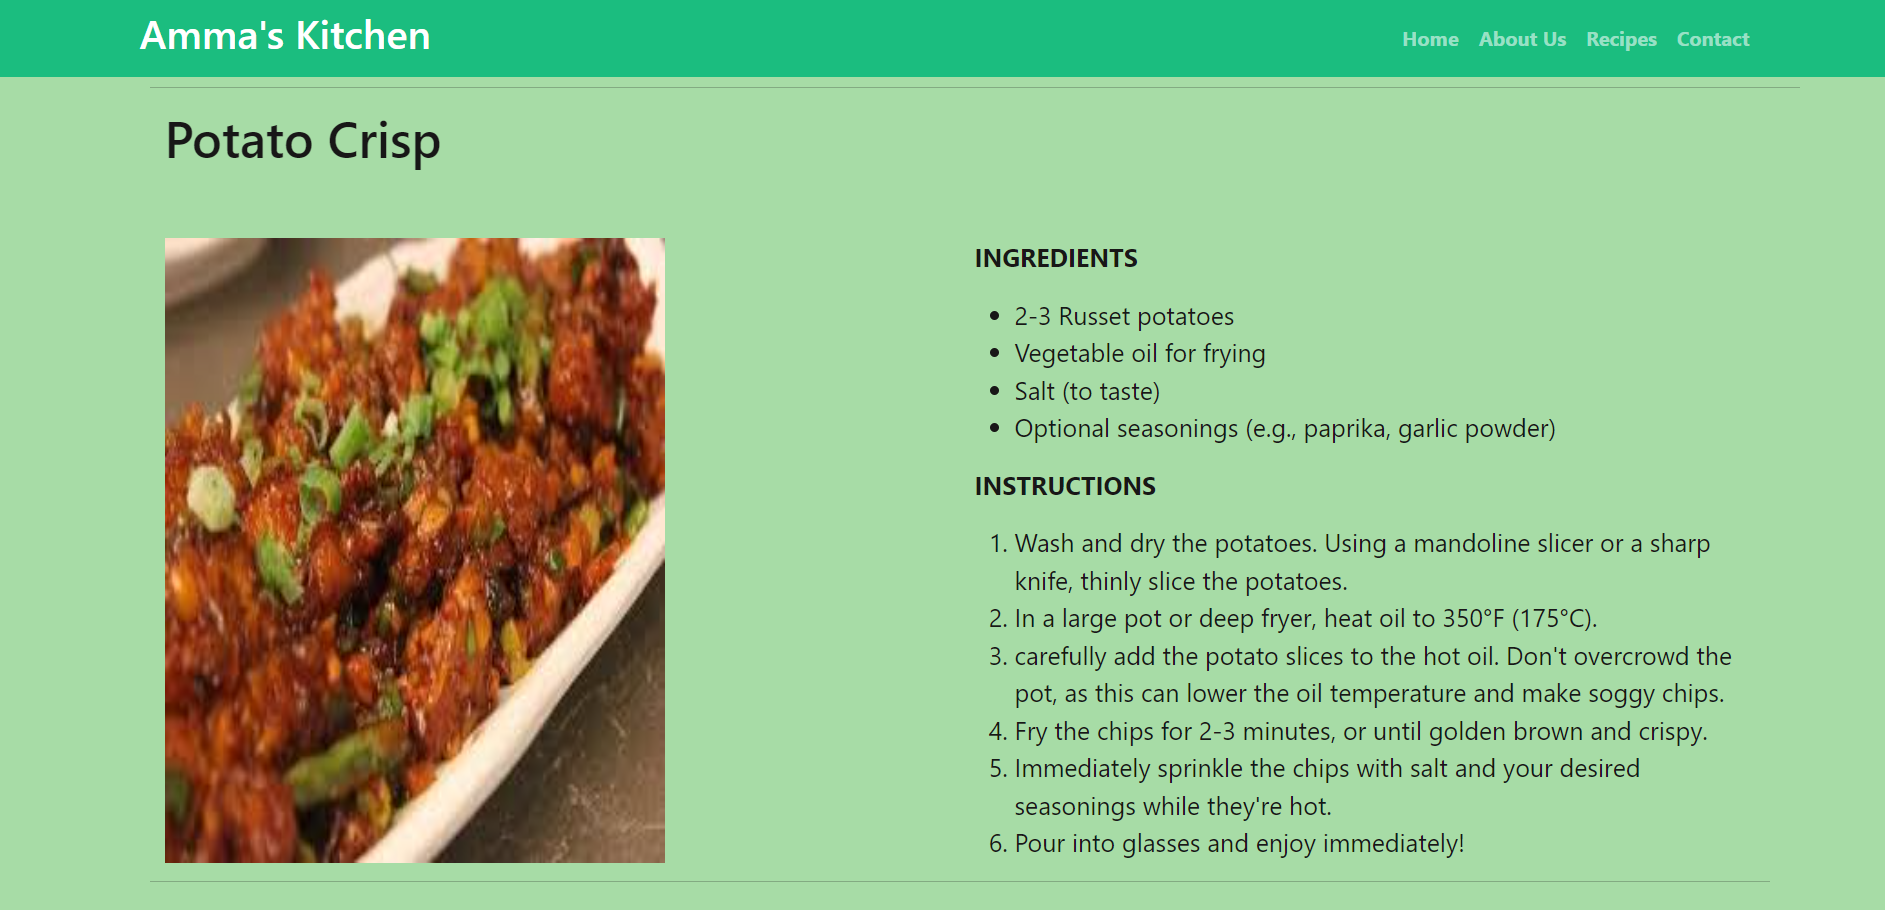 Amma's Kitchen
Home About Us Recipes Contact
Potato Crisp
INGREDIENTS
2-3 Russet potatoes
Vegetable oil for frying
Salt (to taste)
Optional seasonings (e.g., paprika, garlic powder)
INSTRUCTIONS
1. Wash and dry the potatoes. Using a mandoline slicer or a sharp
knife, thinly slice the potatoes.
2. In a large pot or deep fryer, heat oil to 350°F (175°C).
3. carefully add the potato slices to the hot oil. Don't overcrowd the
pot, as this can lower the oil temperature and make soggy chips.
4. Fry the chips for 2-3 minutes, or until golden brown and crispy.
5. Immediately sprinkle the chips with salt and your desired
seasonings while they're hot.
6. Pour into glasses and enjoy immediately!